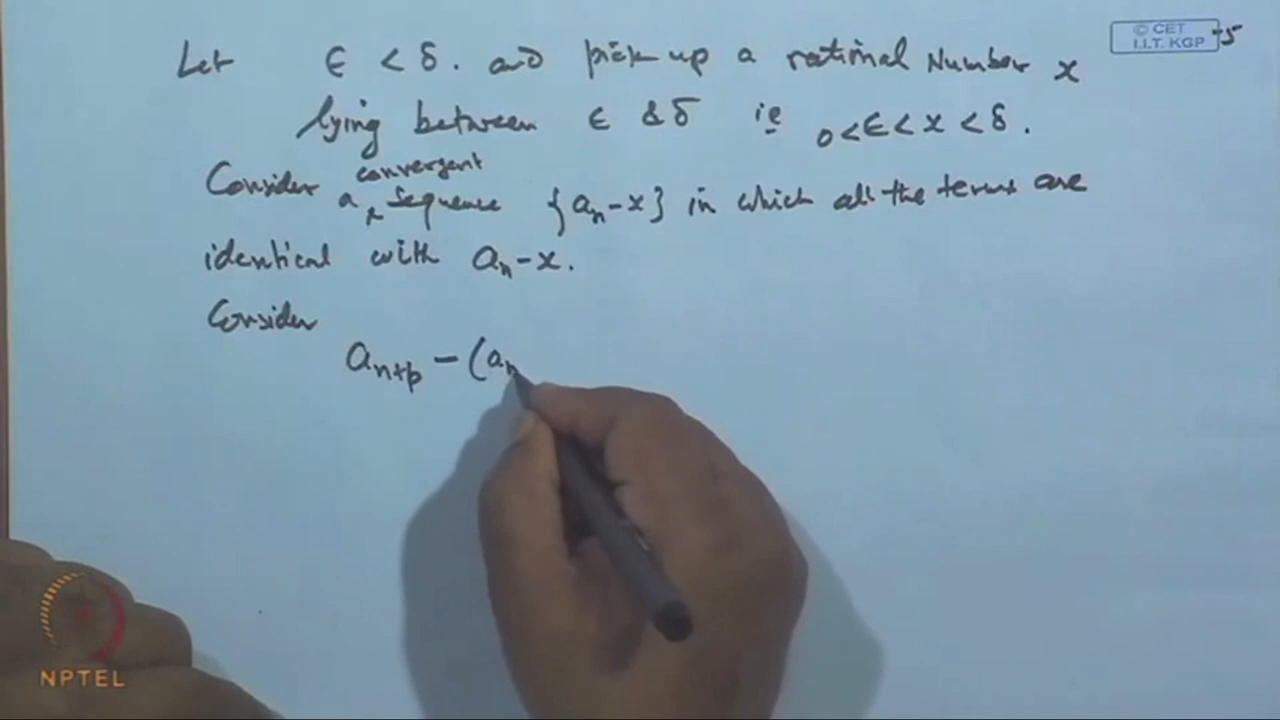 © CET
I.I.T. KGP
-5
Let ε < δ. and pick up a rational Number x
lying between ε & δ ie 0<ε<x<δ.
Consider a convergent sequence {aₙ-x} in which all the terms are
identical with aₙ-x.
Consider
aₙ₊ₚ - (aₙ
NPTEL